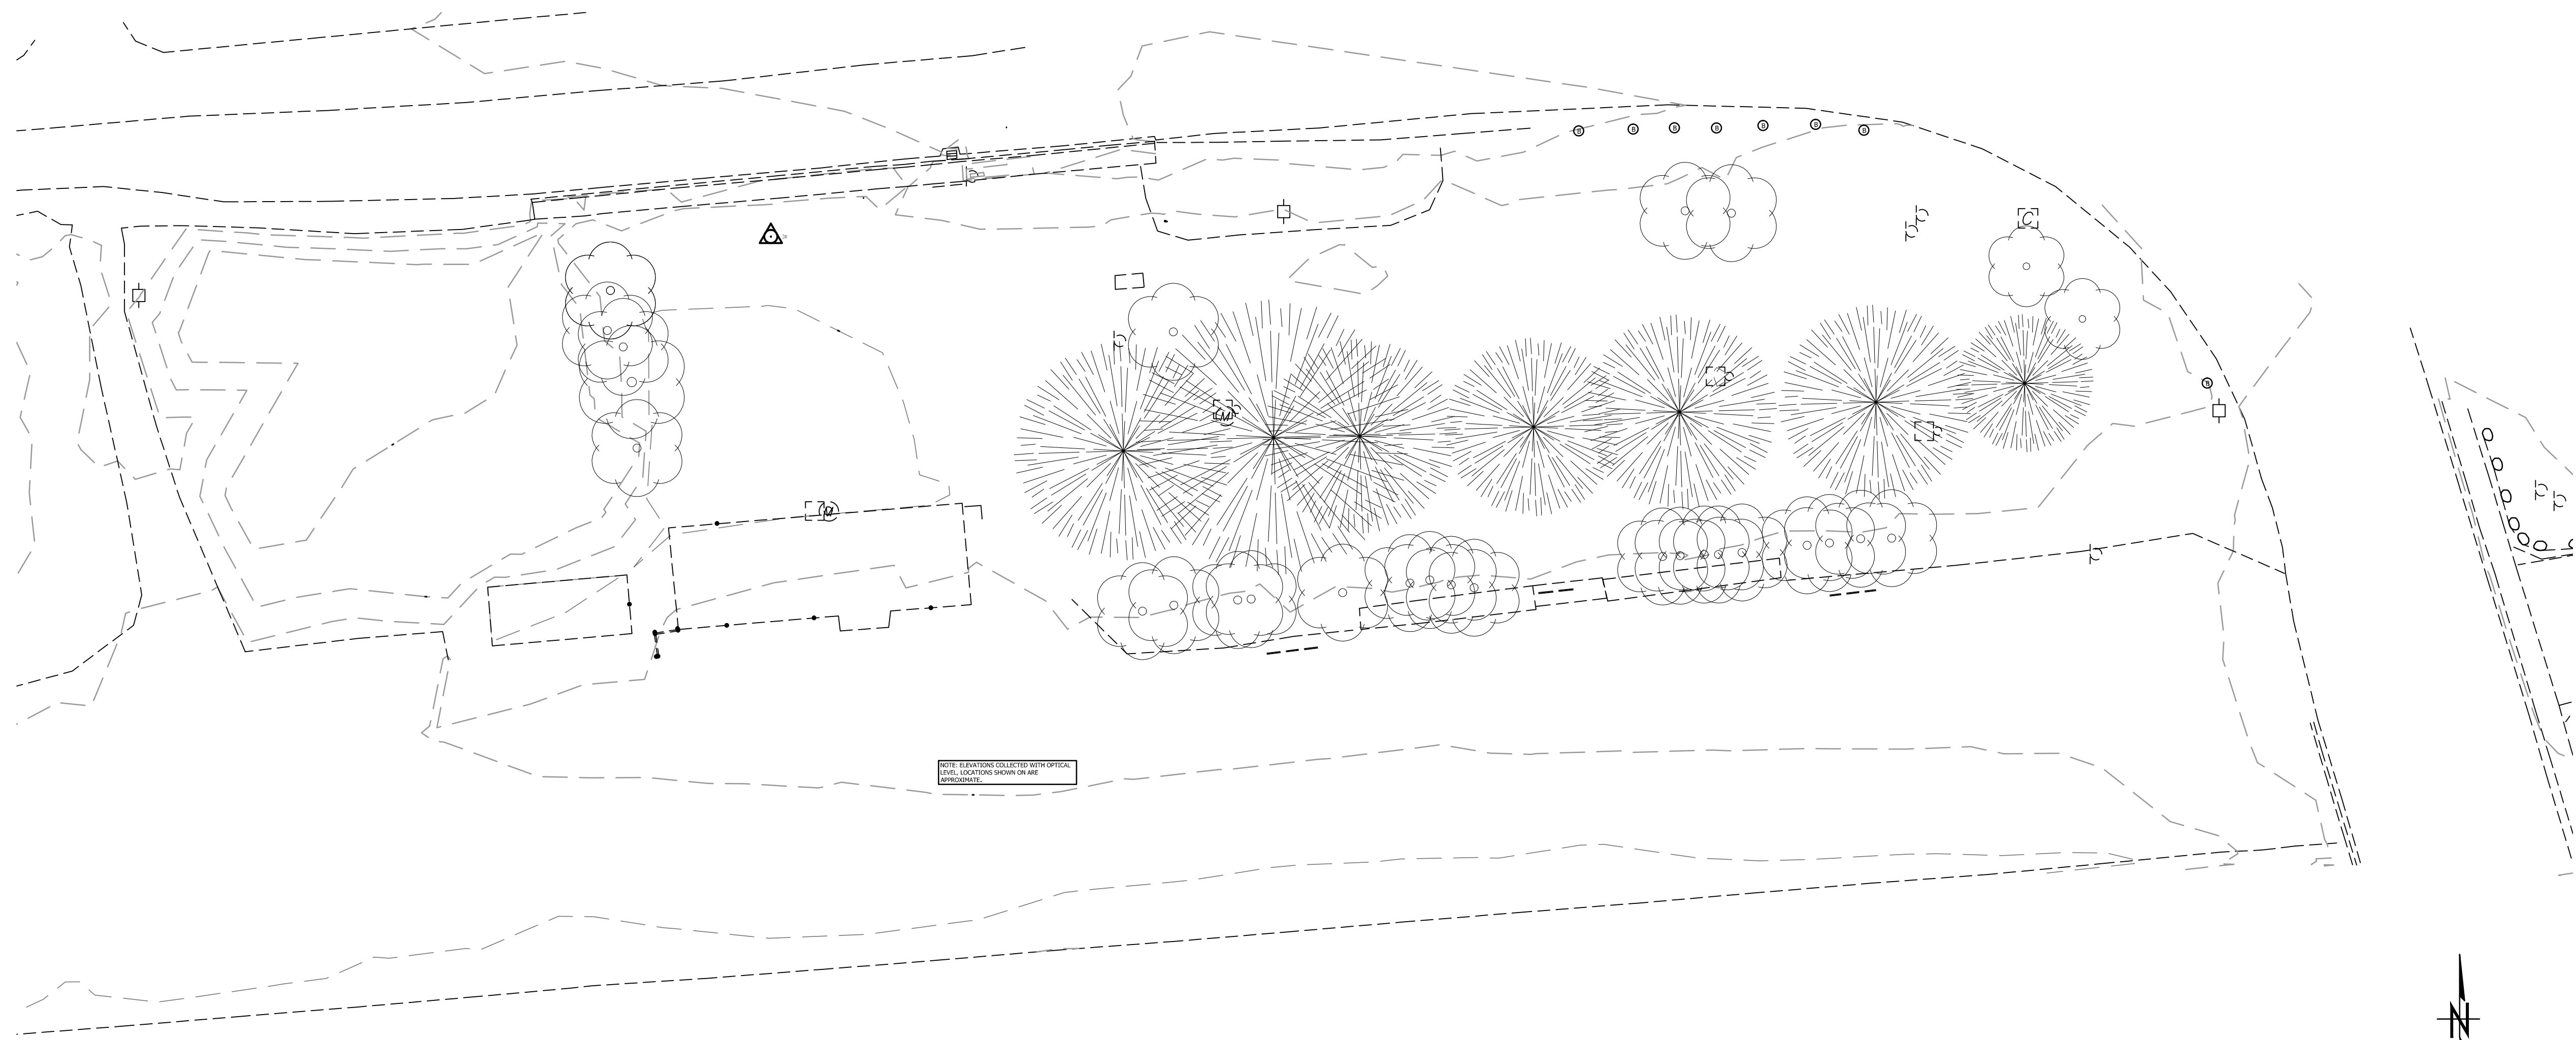 B B B B B B B
C
B
M
M
NOTE: ELEVATIONS COLLECTED WITH OPTICAL
LEVEL, LOCATIONS SHOWN ON ARE
APPROXIMATE.
N